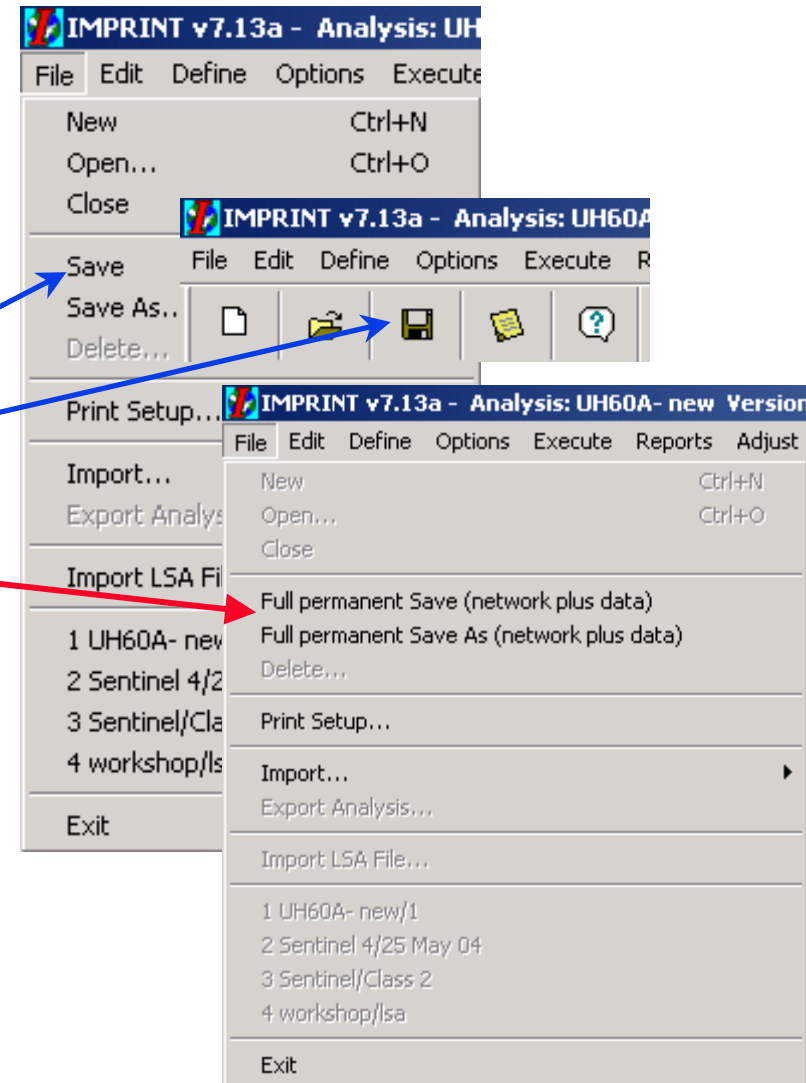 IMPRINT v7.13a - Analysis: UH
File Edit Define Options Execute
New Ctrl+N
Open... Ctrl+O
Close
Save
Save As..
Delete...
Print Setup...
Import...
Export Analys
Import LSA Fi
1 UH60A- new
2 Sentinel 4/2
3 Sentinel/Cla
4 workshop/ls
Exit
IMPRINT v7.13a - Analysis: UH60A
File Edit Define Options Execute R
IMPRINT v7.13a - Analysis: UH60A- new Version
File Edit Define Options Execute Reports Adjust
New Ctrl+N
Open... Ctrl+O
Close
Full permanent Save (network plus data)
Full permanent Save As (network plus data)
Delete...
Print Setup...
Import...
Export Analysis...
Import LSA File...
1 UH60A- new/1
2 Sentinel 4/25 May 04
3 Sentinel/Class 2
4 workshop/lsa
Exit